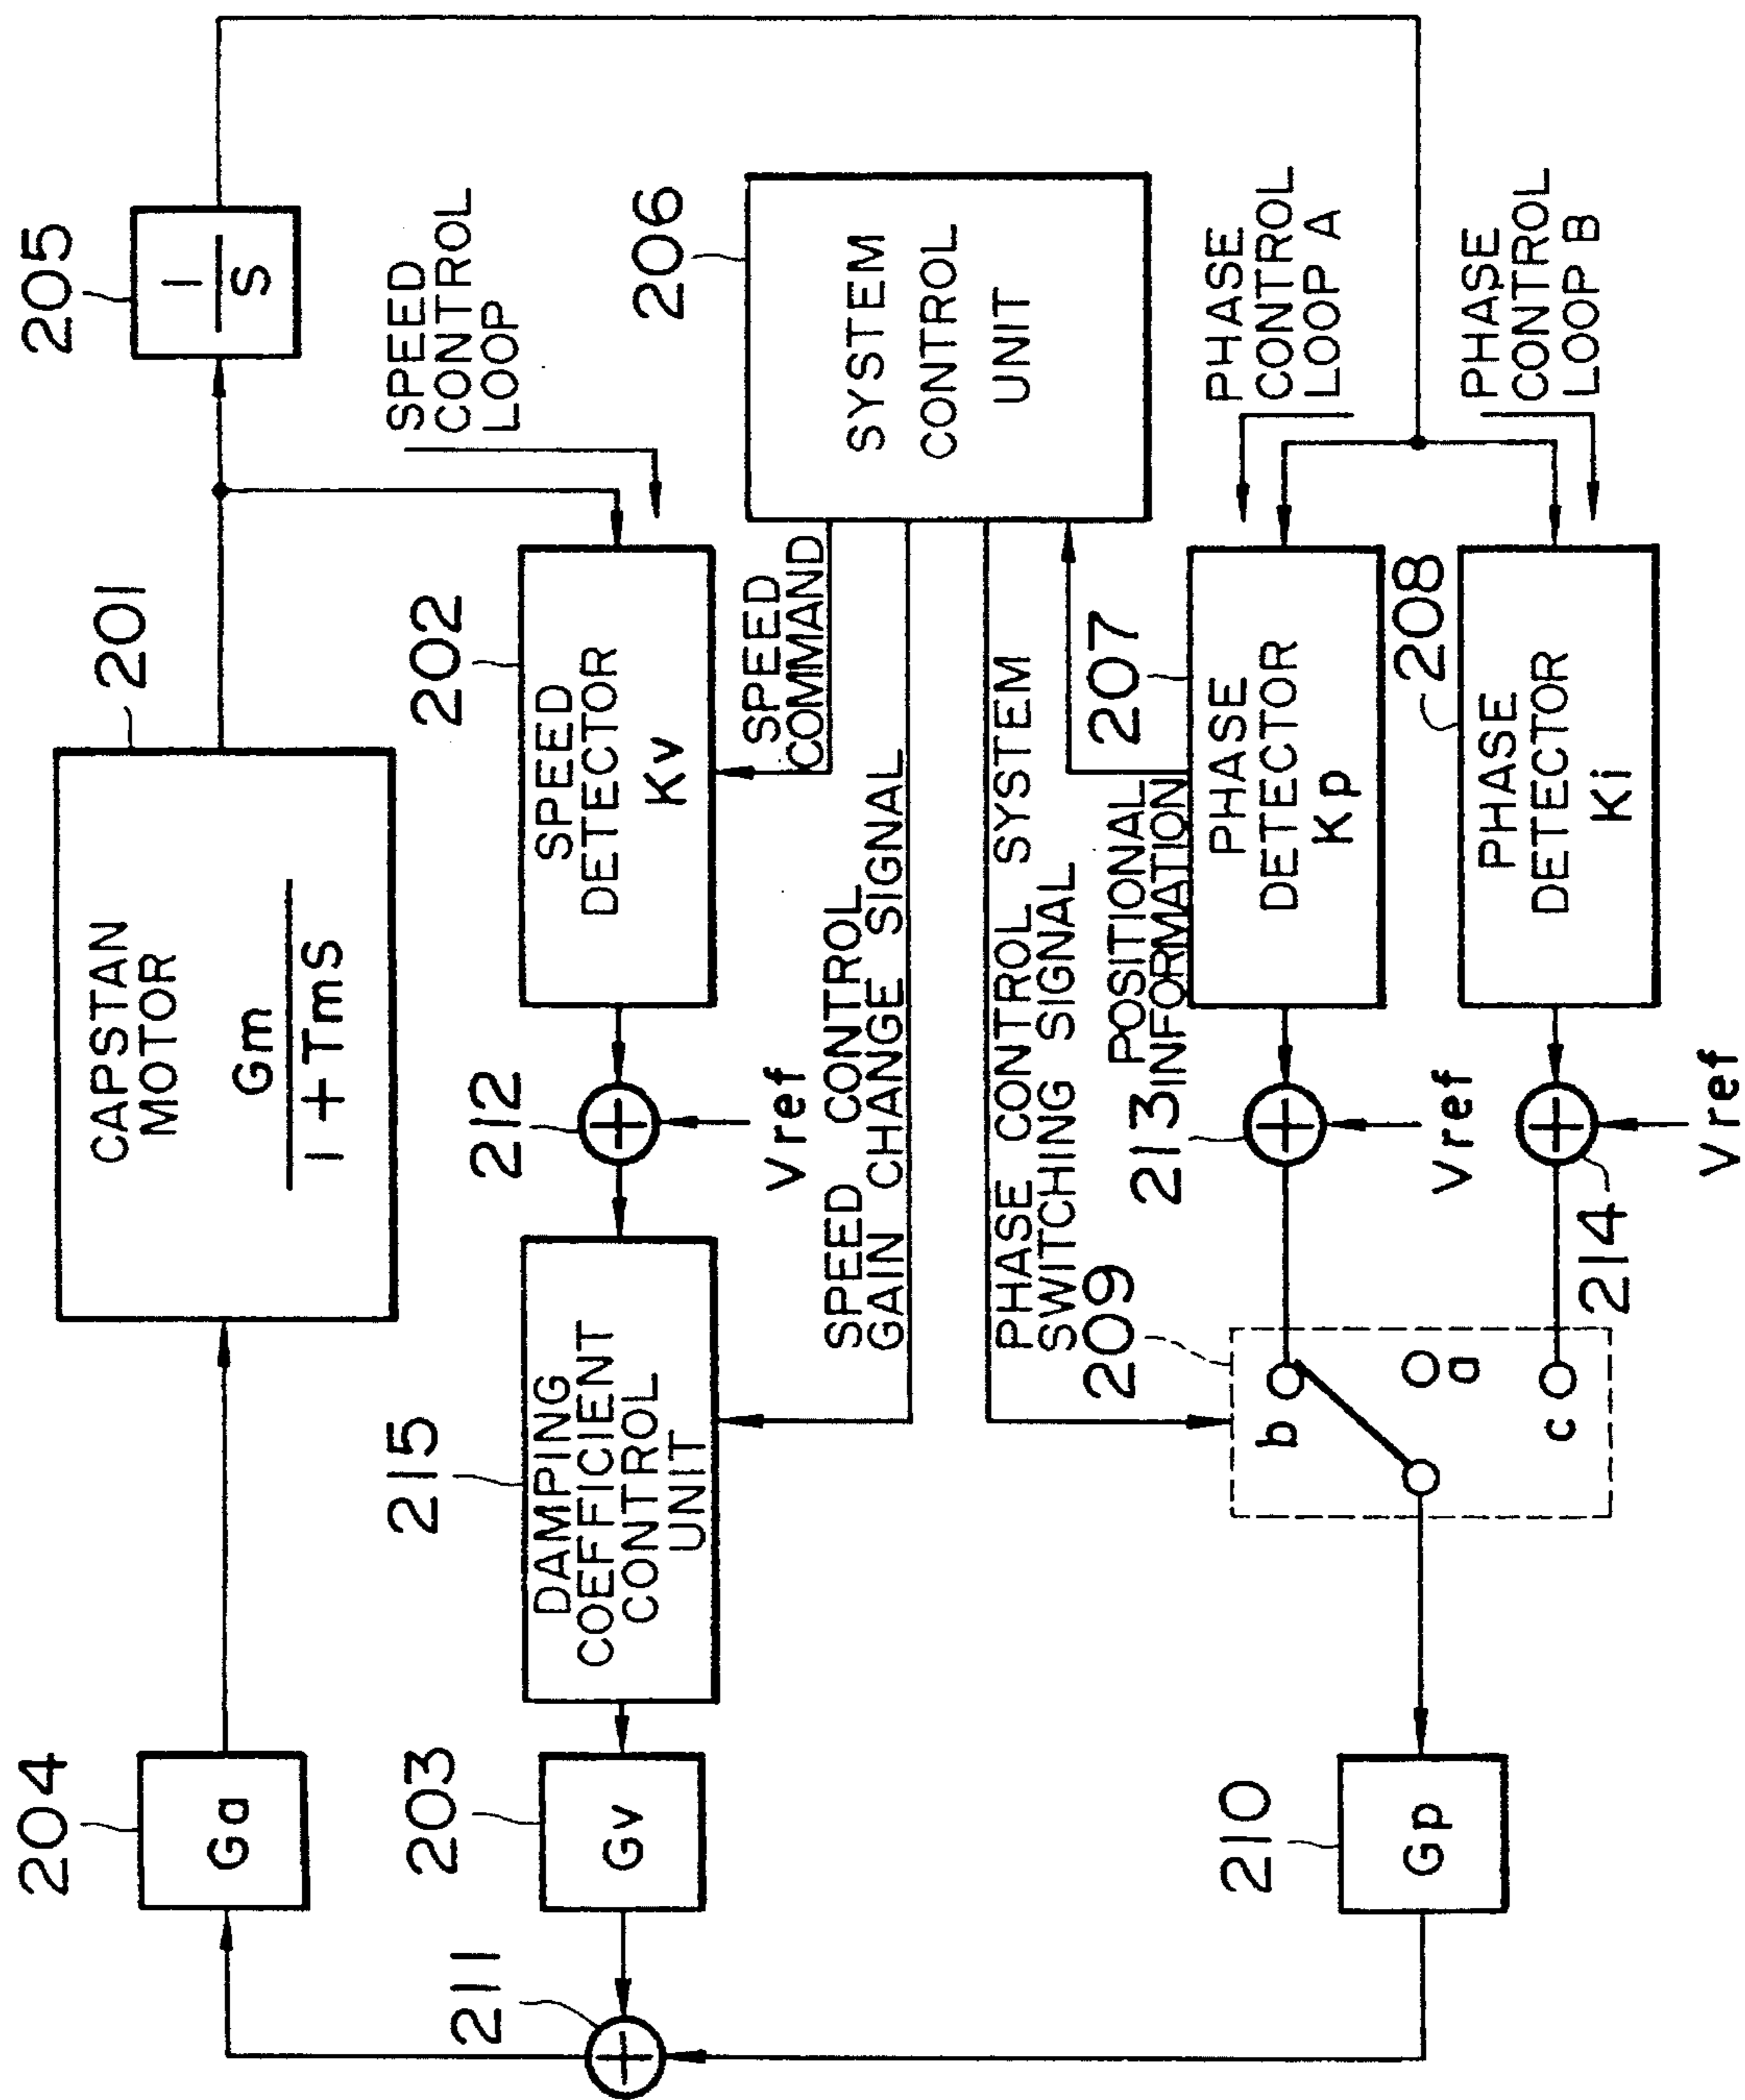 204
Ga
CAPSTAN
MOTOR
Gm
1 + TmS
201
205
1
S
211
203
Gv
215
DAMPING
COEFFICIENT
CONTROL
UNIT
212
Vref
202
SPEED
DETECTOR
Kv
SPEED
CONTROL
LOOP
SPEED
COMMAND
206
SYSTEM
CONTROL
UNIT
SPEED CONTROL
GAIN CHANGE SIGNAL
PHASE CONTROL SYSTEM
SWITCHING SIGNAL
POSITIONAL
INFORMATION
207
PHASE
DETECTOR
Kp
PHASE
CONTROL
LOOP A
209
b
a
c
213
Vref
210
Gp
214
Vref
208
PHASE
DETECTOR
Ki
PHASE
CONTROL
LOOP B